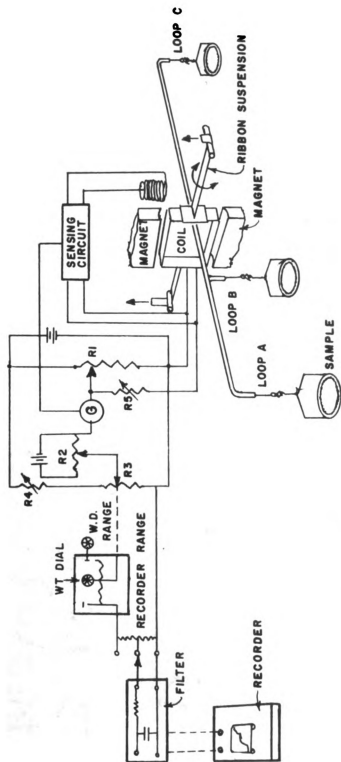 LOOP C
RIBBON SUSPENSION
MAGNET
COIL
MAGNET
SENSING
CIRCUIT
LOOP B
LOOP A
SAMPLE
R1
G
R5
R2
R3
R4
W.D.
RANGE
WT DIAL
RECORDER RANGE
FILTER
RECORDER